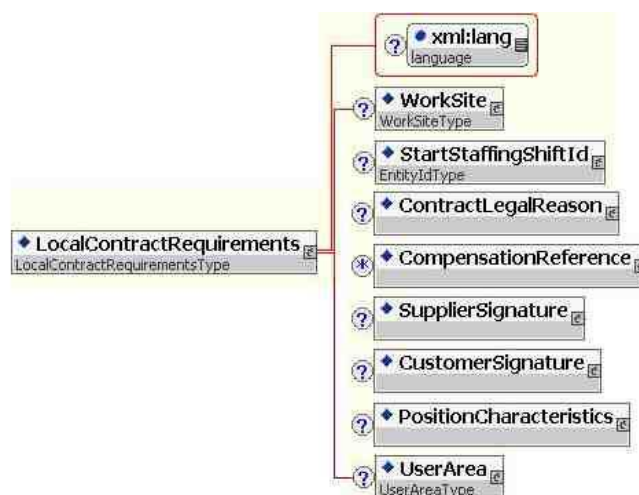 xml:lang
language
WorkSite
WorkSiteType
StartStaffingShiftId
EntityIdType
ContractLegalReason
LocalContractRequirements
LocalContractRequirementsType
CompensationReference
SupplierSignature
CustomerSignature
PositionCharacteristics
UserArea
UserAreaType